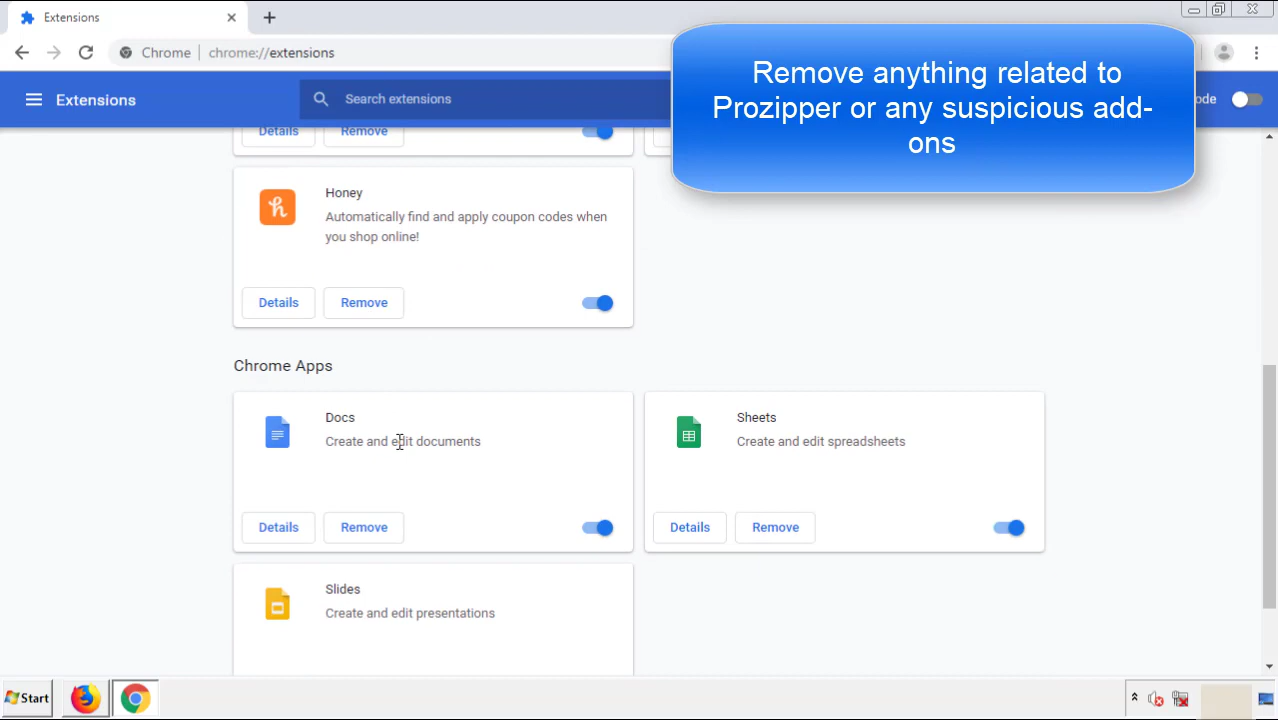 Extensions
Chrome
chrome://extensions
Remove anything related to
Prozipper or any suspicious add-
ons
Extensions
Search extensions
ode
Details
Remove
Honey
Automatically find and apply coupon codes when
you shop online!
Details
Remove
Chrome Apps
Docs
Create and edit documents
Details
Remove
Sheets
Create and edit spreadsheets
Details
Remove
Slides
Create and edit presentations
Start